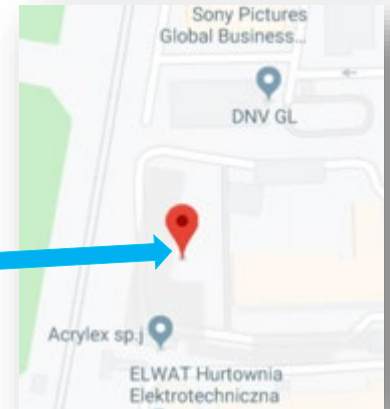 Sony Pictures
Global Business...
DNV GL
Acrylex sp.j
ELWAT Hurtownia
Elektrotechniczna